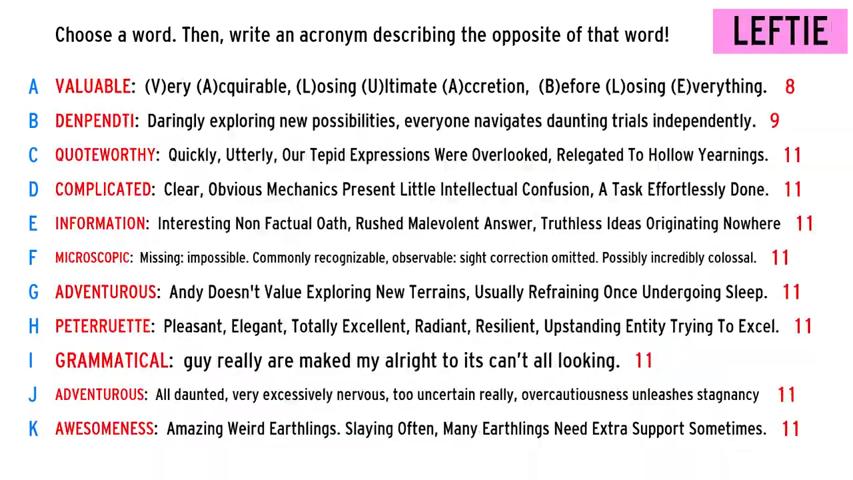 Choose a word. Then, write an acronym describing the opposite of that word!
LEFTIE
A VALUABLE: (V)ery (A)cquirable, (L)osing (U)ltimate (A)ccretion, (B)efore (L)osing (E)verything. 8
B DENPENDTI: Daringly exploring new possibilities, everyone navigates daunting trials independently. 9
C QUOTEWORTHY: Quickly, Utterly, Our Tepid Expressions Were Overlooked, Relegated To Hollow Yearnings. 11
D COMPLICATED: Clear, Obvious Mechanics Present Little Intellectual Confusion, A Task Effortlessly Done. 11
E INFORMATION: Interesting Non Factual Oath, Rushed Malevolent Answer, Truthless Ideas Originating Nowhere 11
F MICROSCOPIC: Missing: impossible. Commonly recognizable, observable: sight correction omitted. Possibly incredibly colossal. 11
G ADVENTUROUS: Andy Doesn't Value Exploring New Terrains, Usually Refraining Once Undergoing Sleep. 11
H PETERRUETTE: Pleasant, Elegant, Totally Excellent, Radiant, Resilient, Upstanding Entity Trying To Excel. 11
I GRAMMATICAL: guy really are maked my alright to its can't all looking. 11
J ADVENTUROUS: All daunted, very excessively nervous, too uncertain really, overcautiousness unleashes stagnancy 11
K AWESOMENESS: Amazing Weird Earthlings. Slaying Often, Many Earthlings Need Extra Support Sometimes. 11